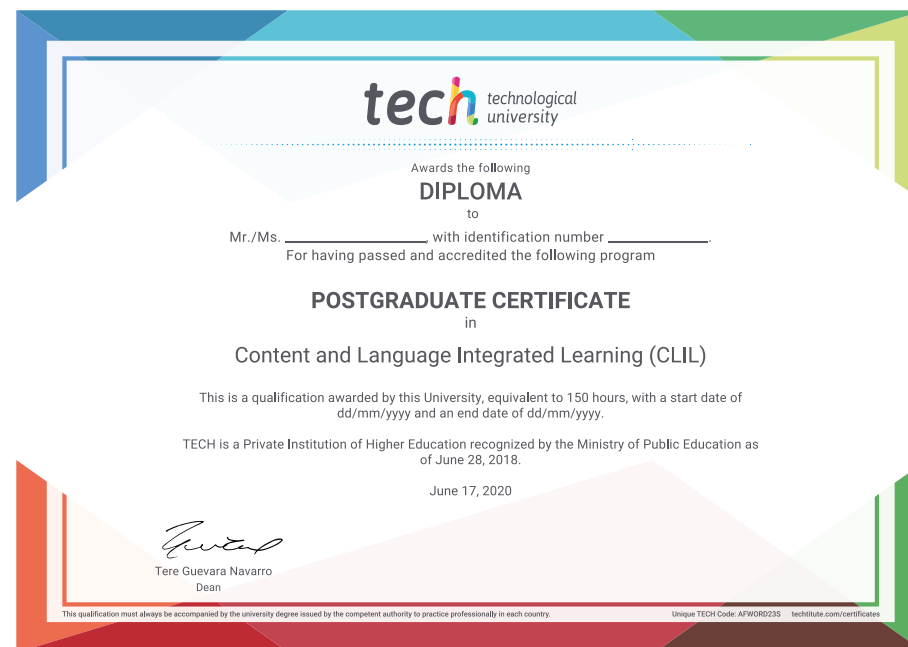 tech technological
university
Awards the following
DIPLOMA
to
Mr./Ms. ____________________, with identification number ______________.
For having passed and accredited the following program
POSTGRADUATE CERTIFICATE
in
Content and Language Integrated Learning (CLIL)
This is a qualification awarded by this University, equivalent to 150 hours, with a start date of
dd/mm/yyyy and an end date of dd/mm/yyyy.
TECH is a Private Institution of Higher Education recognized by the Ministry of Public Education as
of June 28, 2018.
June 17, 2020
Tere Guevara Navarro
Dean
This qualification must always be accompanied by the university degree issued by the competent authority to practice professionally in each country. Unique TECH Code: AFWORD23S techtitute.com/certificates